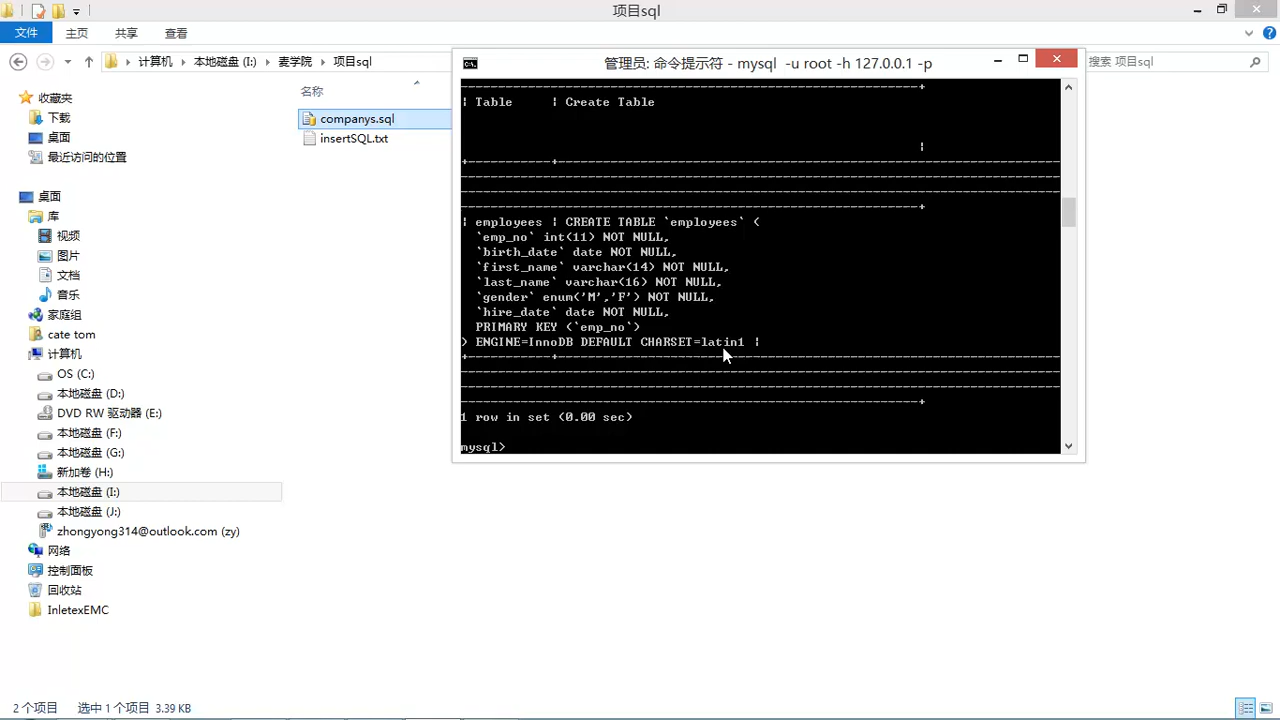 项目sql
文件 主页 共享 查看
计算机 本地磁盘 (I:) 麦学院 项目sql
搜索 项目sql
收藏夹
下载
桌面
最近访问的位置
桌面
库
视频
图片
文档
音乐
家庭组
cate tom
计算机
OS (C:)
本地磁盘 (D:)
DVD RW 驱动器 (E:)
本地磁盘 (F:)
本地磁盘 (G:)
新加卷 (H:)
本地磁盘 (I:)
本地磁盘 (J:)
zhongyong314@outlook.com (zy)
网络
控制面板
回收站
InletexEMC
名称
companys.sql
insertSQL.txt
管理员: 命令提示符 - mysql -u root -h 127.0.0.1 -p
| Table | Create Table
|
| employees | CREATE TABLE `employees` (
`emp_no` int(11) NOT NULL,
`birth_date` date NOT NULL,
`first_name` varchar(14) NOT NULL,
`last_name` varchar(16) NOT NULL,
`gender` enum('M','F') NOT NULL,
`hire_date` date NOT NULL,
PRIMARY KEY (`emp_no`)
) ENGINE=InnoDB DEFAULT CHARSET=latin1 |
1 row in set (0.00 sec)
mysql>
2 个项目 选中 1 个项目 3.39 KB